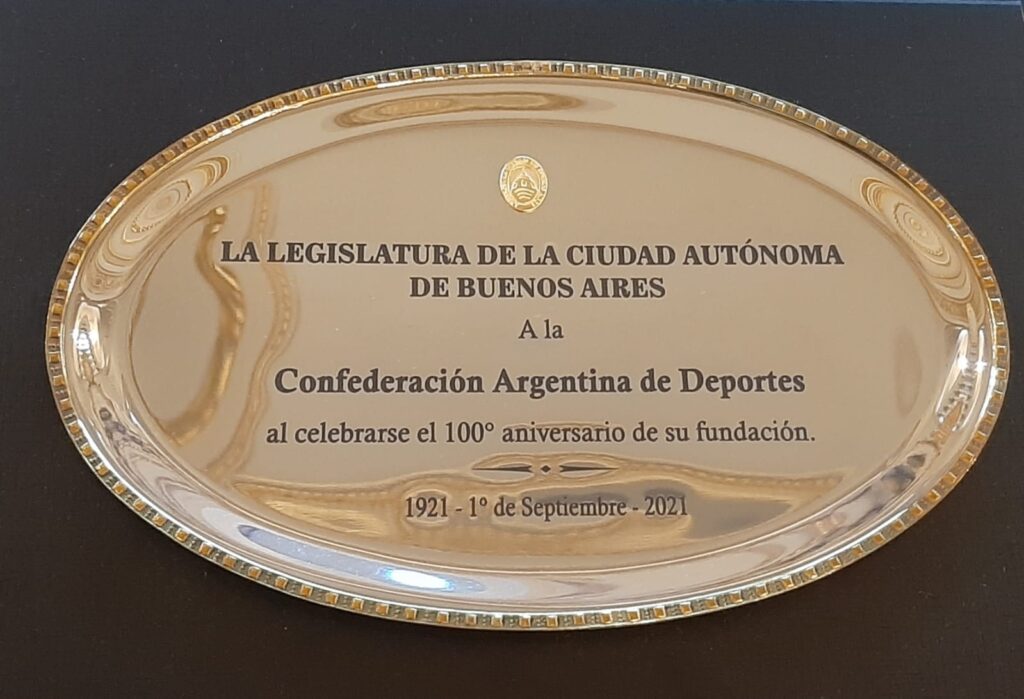 LA LEGISLATURA DE LA CIUDAD AUTÓNOMA
DE BUENOS AIRES
A la
Confederación Argentina de Deportes
al celebrarse el 100° aniversario de su fundación.
1921 - 1º de Septiembre - 2021